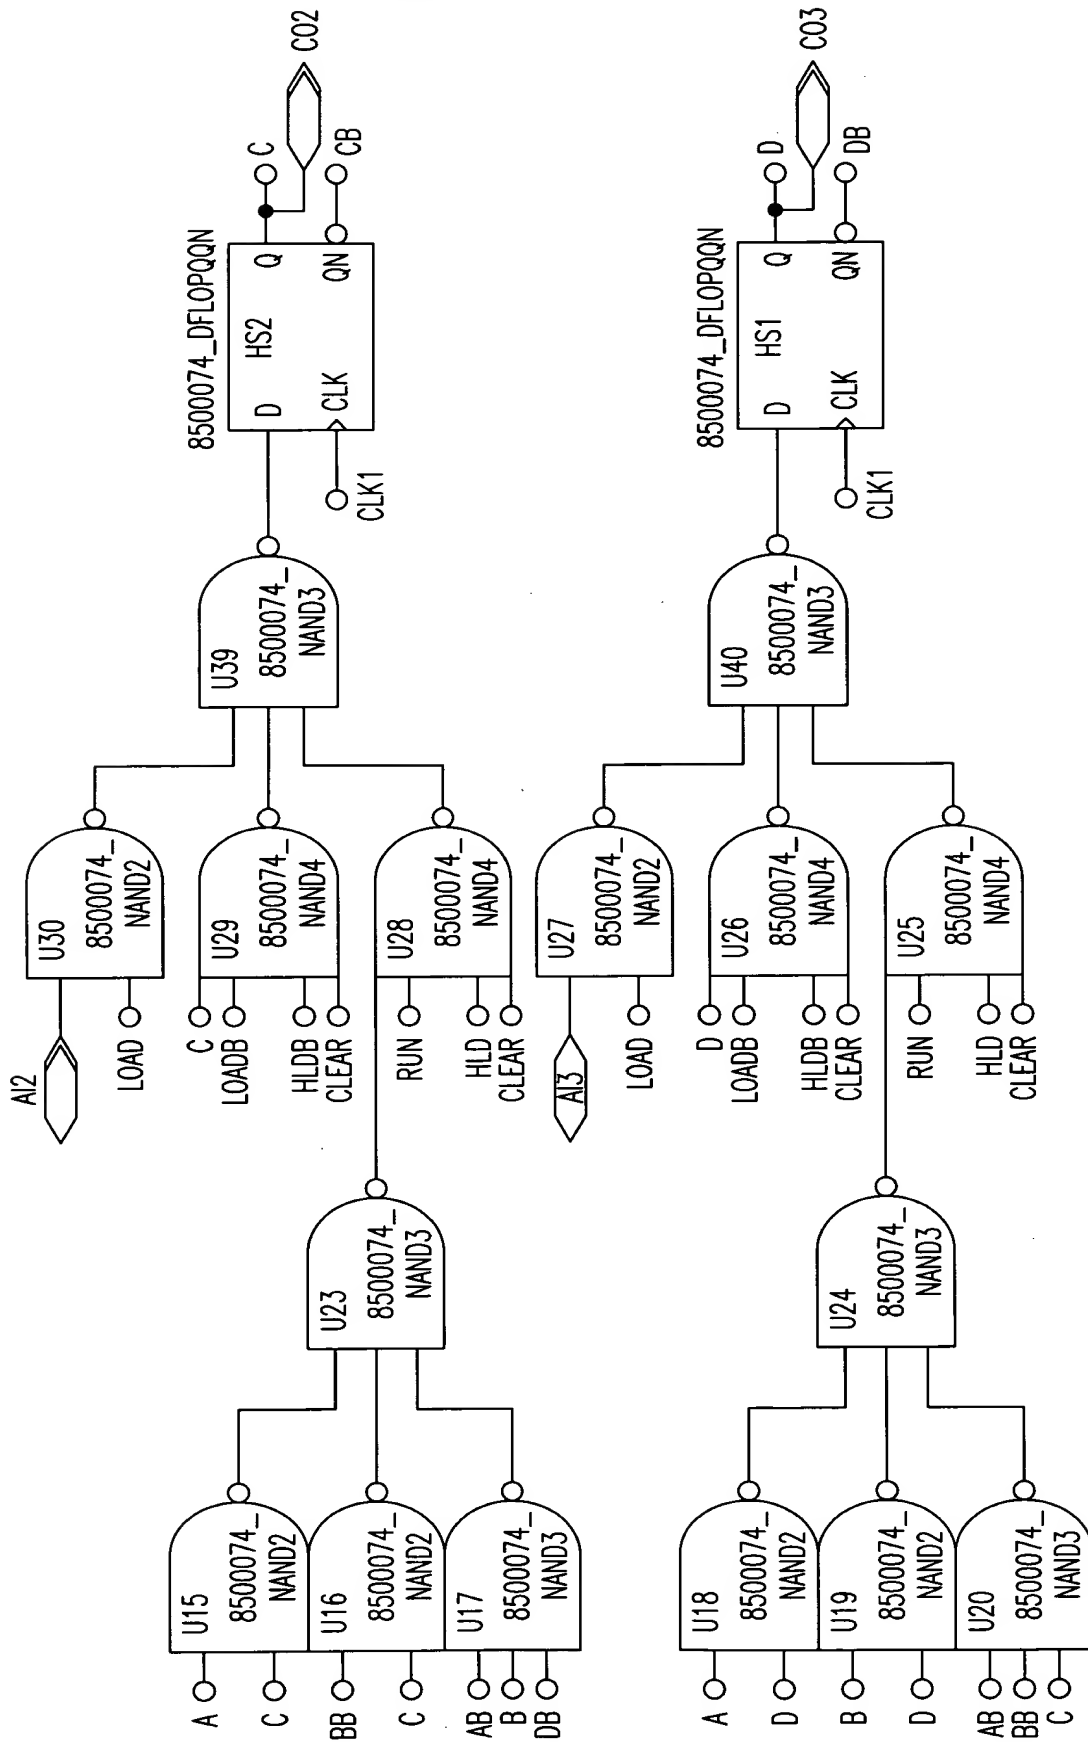 A
C
BB
C
AB
B
DB
U15
8500074_
NAND2
U16
8500074_
NAND2
U17
8500074_
NAND3
U23
8500074_
NAND3
AI2
LOAD
C
LOADB
HLDB
CLEAR
RUN
HLD
CLEAR
U30
8500074_
NAND2
U29
8500074_
NAND4
U28
8500074_
NAND4
U39
8500074_
NAND3
CLK1
8500074_DFLOPQQN
D
HS2
Q
CLK
QN
C
CB
CO2
A
D
B
D
AB
BB
C
U18
8500074_
NAND2
U19
8500074_
NAND2
U20
8500074_
NAND3
U24
8500074_
NAND3
AI3
LOAD
D
LOADB
HLDB
CLEAR
RUN
HLD
CLEAR
U27
8500074_
NAND2
U26
8500074_
NAND4
U25
8500074_
NAND4
U40
8500074_
NAND3
CLK1
8500074_DFLOPQQN
D
HS1
Q
CLK
QN
D
DB
CO3